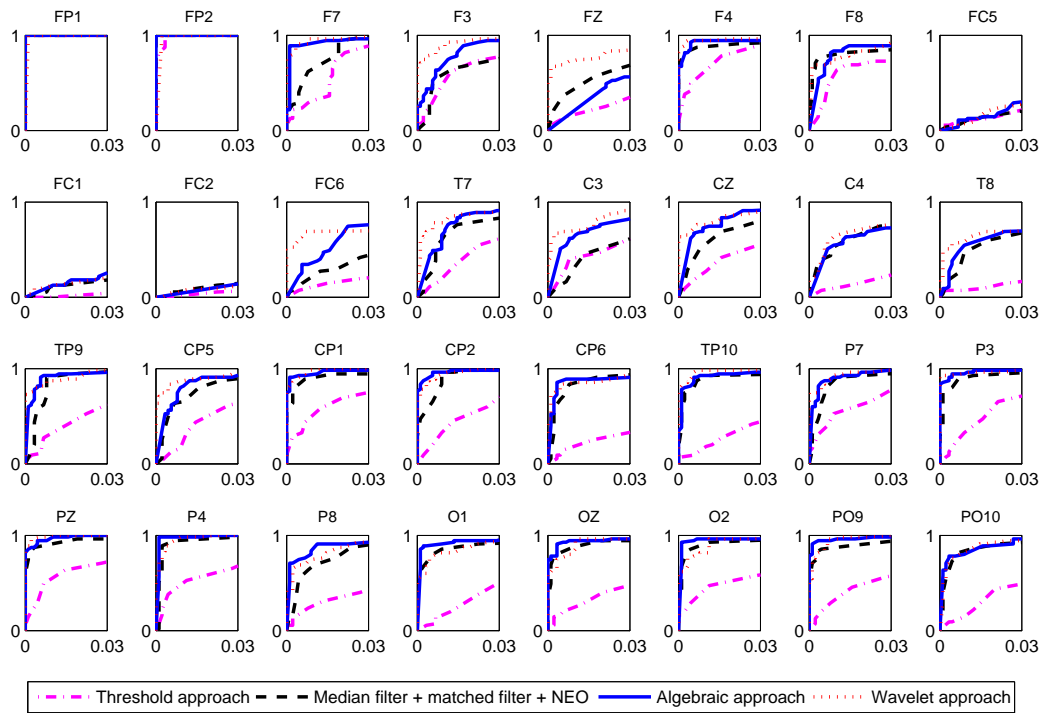 FP1 FP2 F7 F3 FZ F4 F8 FC5
1 1 1 1 1 1 1 1
0 0 0 0 0 0 0 0
0 0.03 0 0.03 0 0.03 0 0.03 0 0.03 0 0.03 0 0.03 0 0.03
FC1 FC2 FC6 T7 C3 CZ C4 T8
1 1 1 1 1 1 1 1
0 0 0 0 0 0 0 0
0 0.03 0 0.03 0 0.03 0 0.03 0 0.03 0 0.03 0 0.03 0 0.03
TP9 CP5 CP1 CP2 CP6 TP10 P7 P3
1 1 1 1 1 1 1 1
0 0 0 0 0 0 0 0
0 0.03 0 0.03 0 0.03 0 0.03 0 0.03 0 0.03 0 0.03 0 0.03
PZ P4 P8 O1 OZ O2 PO9 PO10
1 1 1 1 1 1 1 1
0 0 0 0 0 0 0 0
0 0.03 0 0.03 0 0.03 0 0.03 0 0.03 0 0.03 0 0.03 0 0.03
Threshold approach Median filter + matched filter + NEO Algebraic approach Wavelet approach